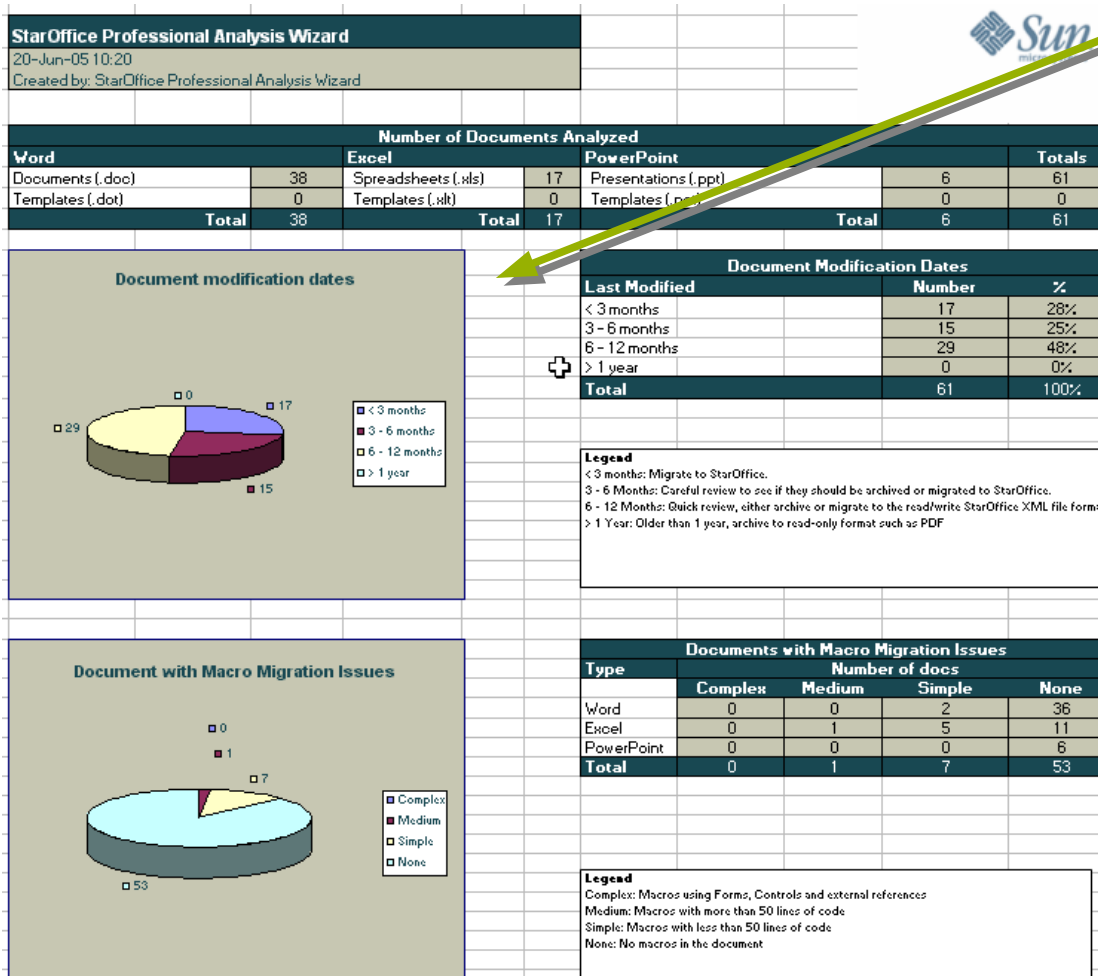 StarOffice Professional Analysis Wizard
20-Jun-05 10:20
Created by: StarOffice Professional Analysis Wizard
Sun
Number of Documents Analyzed
Word Excel PowerPoint Totals
Documents (.doc) 38 Spreadsheets (.xls) 17 Presentations (.ppt) 6 61
Templates (.dot) 0 Templates (.xlt) 0 Templates 0 0
Total 38 Total 17 Total 6 61
Document modification dates
0
17
29
15
< 3 months
3 - 6 months
6 - 12 months
> 1 year
Document Modification Dates
Last Modified Number %
< 3 months 17 28%
3 - 6 months 15 25%
6 - 12 months 29 48%
> 1 year 0 0%
Total 61 100%
Legend
< 3 months: Migrate to StarOffice.
3 - 6 Months: Careful review to see if they should be archived or migrated to StarOffice.
6 - 12 Months: Quick review, either archive or migrate to the read/write StarOffice XML file form
> 1 Year: Older than 1 year, archive to read-only format such as PDF
Document with Macro Migration Issues
0
1
7
53
Complex
Medium
Simple
None
Documents with Macro Migration Issues
Type Number of docs
Complex Medium Simple None
Word 0 0 2 36
Excel 0 1 5 11
PowerPoint 0 0 0 6
Total 0 1 7 53
Legend
Complex: Macros using Forms, Controls and external references
Medium: Macros with more than 50 lines of code
Simple: Macros with less than 50 lines of code
None: No macros in the document